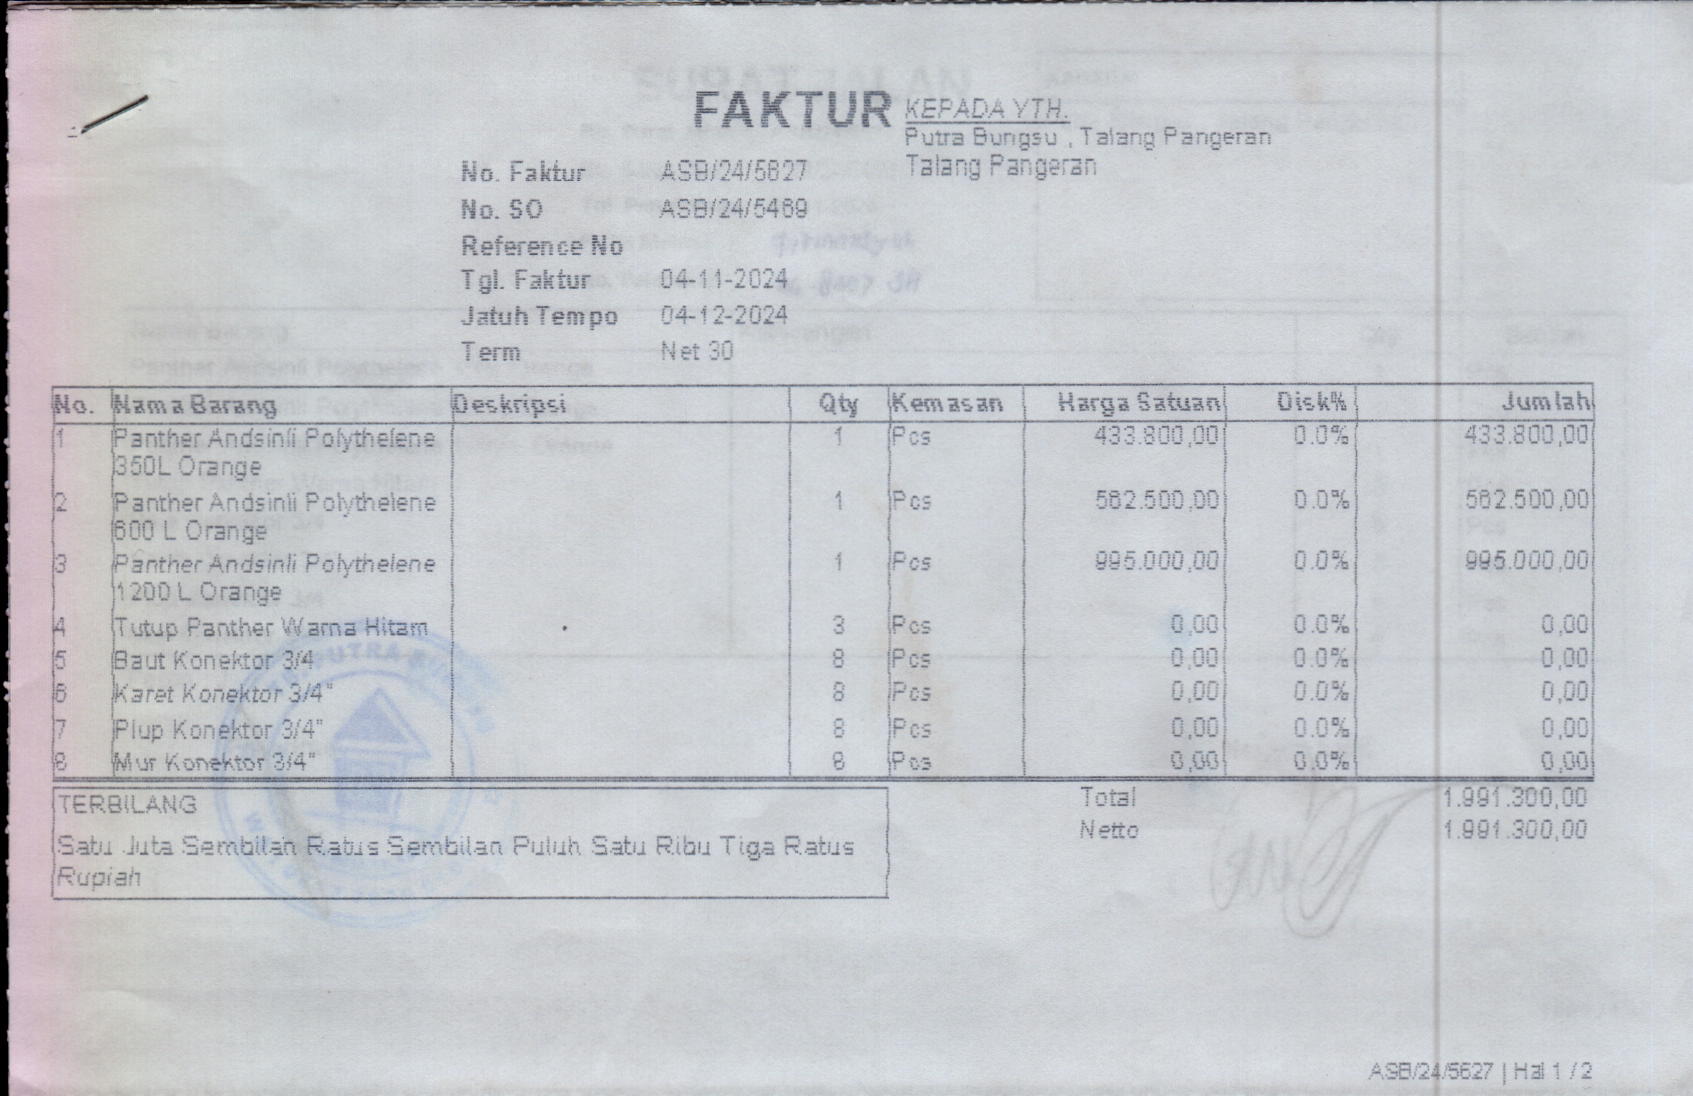 FAKTUR
KEPADA YTH.
Putra Bungsu , Talang Pangeran
Talang Pangeran
No. Faktur ASB/24/5627
No. SO ASB/24/5469
Reference No
Tgl. Faktur 04-11-2024
Jatuh Tempo 04-12-2024
Term Net 30
No. Nama Barang Deskripsi Qty Kemasan Harga Satuan Disk% Jumlah
1 Panther Andsinli Polythelene 1 Pcs 433.800,00 0.0% 433.800,00
350L Orange
2 Panther Andsinli Polythelene 1 Pcs 562.500,00 0.0% 562.500,00
600 L Orange
3 Panther Andsinli Polythelene 1 Pcs 995.000,00 0.0% 995.000,00
1200 L Orange
4 Tutup Panther Warna Hitam 3 Pcs 0,00 0.0% 0,00
5 Baut Konektor 3/4 8 Pcs 0,00 0.0% 0,00
6 Karet Konektor 3/4" 8 Pcs 0,00 0.0% 0,00
7 Plup Konektor 3/4" 8 Pcs 0,00 0.0% 0,00
8 Mur Konektor 3/4" 8 Pcs 0,00 0.0% 0,00
TERBILANG
Satu Juta Sembilan Ratus Sembilan Puluh Satu Ribu Tiga Ratus
Rupiah
Total 1.991.300,00
Netto 1.991.300,00
ASB/24/5627 | Hal 1 / 2